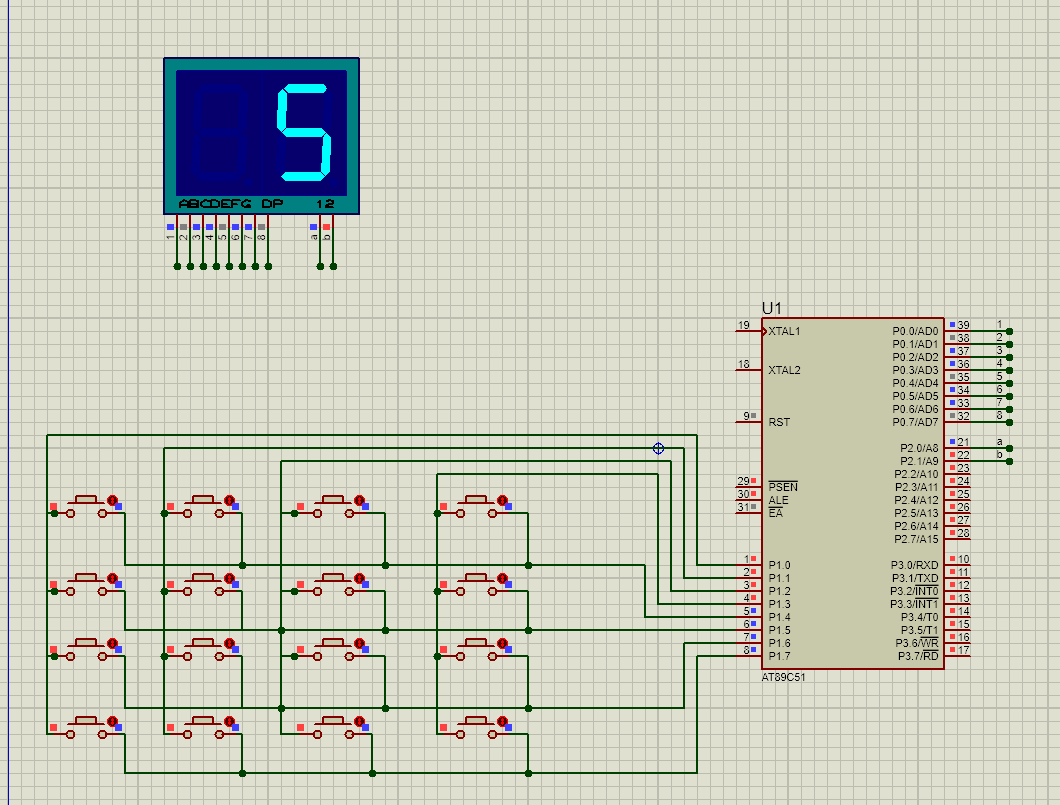 5
ABCDEFG DP 12
1 2 3 4 5 6 7 8 a b
U1
19 XTAL1 P0.0/AD0 39 1
P0.1/AD1 38 2
P0.2/AD2 37 3
18 XTAL2 P0.3/AD3 36 4
P0.4/AD4 35 5
P0.5/AD5 34 6
P0.6/AD6 33 7
9 RST P0.7/AD7 32 8
P2.0/A8 21 a
P2.1/A9 22 b
P2.2/A10 23
29 PSEN P2.3/A11 24
30 ALE P2.4/A12 25
31 EA P2.5/A13 26
P2.6/A14 27
P2.7/A15 28
1 P1.0 P3.0/RXD 10
2 P1.1 P3.1/TXD 11
3 P1.2 P3.2/INT0 12
4 P1.3 P3.3/INT1 13
5 P1.4 P3.4/T0 14
6 P1.5 P3.5/T1 15
7 P1.6 P3.6/WR 16
8 P1.7 P3.7/RD 17
AT89C51